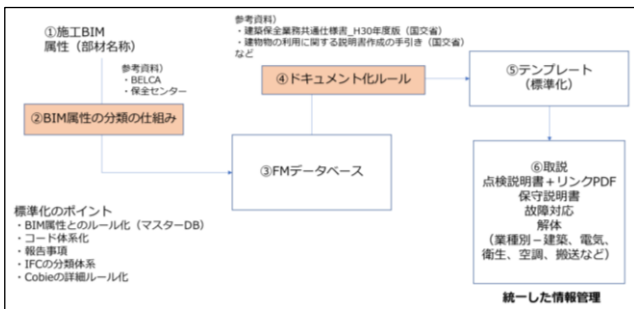 ①施工BIM
属性（部材名称）
参考資料）
・BELCA
・保全センター
②BIM属性の分類の仕組み
③FMデータベース
参考資料）
・建築保全業務共通仕様書_H30年度版（国交省）
・建物物の利用に関する説明書作成の手引き（国交省）
など
④ドキュメント化ルール
⑤テンプレート
（標準化）
⑥取説
点検説明書＋リンクPDF
保守説明書
故障対応
解体
（業種別－建築、電気、
衛生、空調、搬送など）
統一した情報管理
標準化のポイント
・BIM属性とのルール化（マスターDB）
・コード体系化
・報告事項
・IFCの分類体系
・Cobieの詳細ルール化